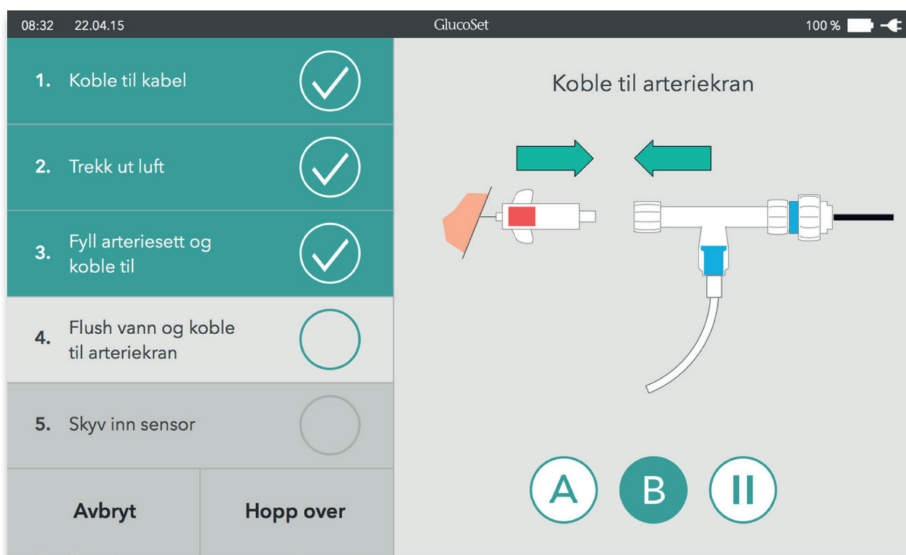 08:32 22.04.15 GlucoSet 100 %
1. Koble til kabel
2. Trekk ut luft
3. Fyll arteriesett og
koble til
4. Flush vann og koble
til arteriekran
5. Skyv inn sensor
Avbryt Hopp over
Koble til arteriekran
A B